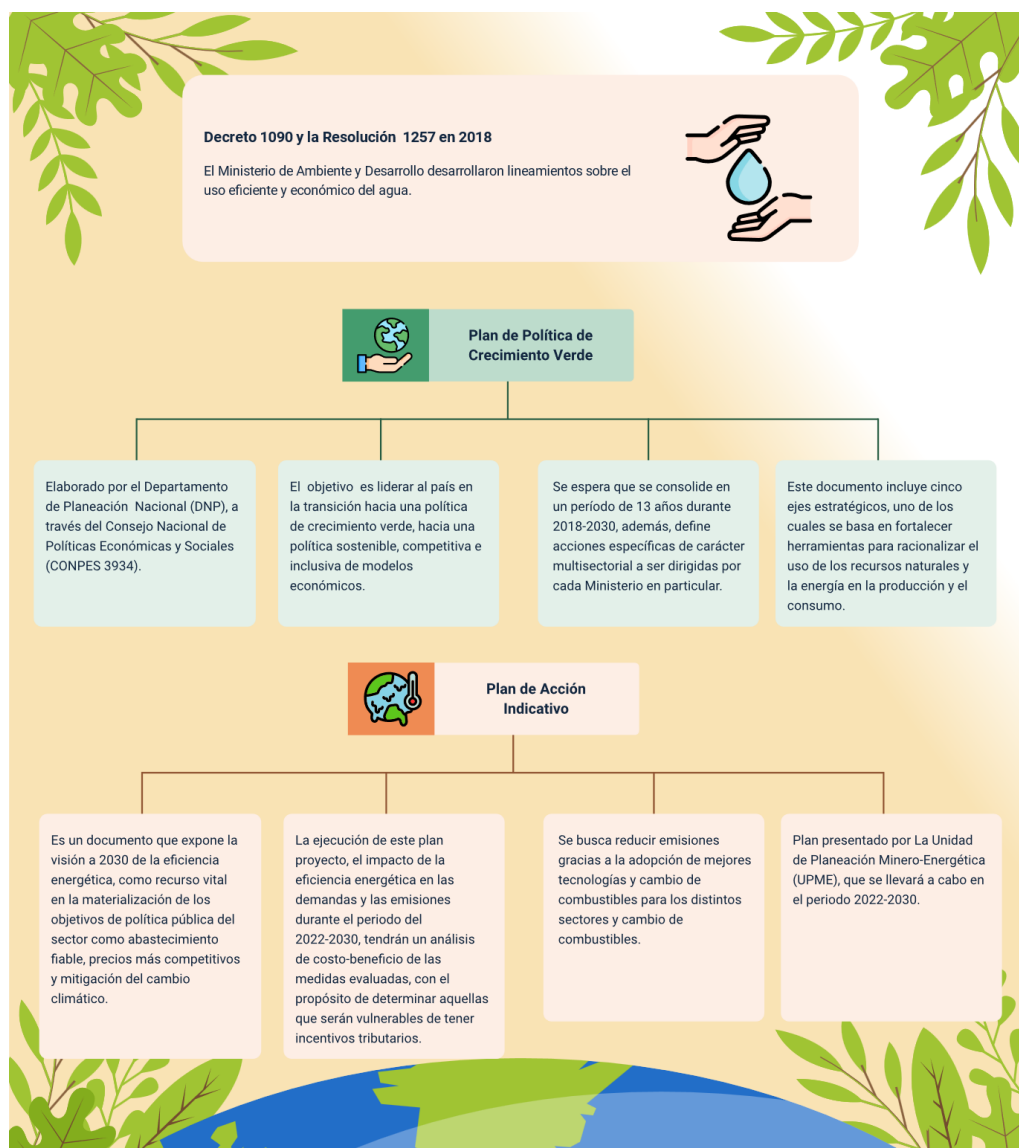 Decreto 1090 y la Resolución  1257 en 2018
El Ministerio de Ambiente y Desarrollo desarrollaron lineamientos sobre el
uso eficiente y económico del agua.
Plan de Política de
Crecimiento Verde
Elaborado por el Departamento
de Planeación  Nacional (DNP), a
través del Consejo Nacional de
Políticas Económicas y Sociales
(CONPES 3934).
El  objetivo  es liderar al país en
la transición hacia una política
de crecimiento verde, hacia una
política sostenible, competitiva e
inclusiva de modelos
económicos.
Se espera que se consolide en
un período de 13 años durante
2018-2030, además, define
acciones específicas de carácter
multisectorial a ser dirigidas por
cada Ministerio en particular.
Este documento incluye cinco
ejes estratégicos, uno de los
cuales se basa en fortalecer
herramientas para racionalizar el
uso de los recursos naturales y
la energía en la producción y el
consumo.
Plan de Acción
Indicativo
Es un documento que expone la
visión a 2030 de la eficiencia
energética, como recurso vital
en la materialización de los
objetivos de política pública del
sector como abastecimiento
fiable, precios más competitivos
y mitigación del cambio
climático.
La ejecución de este plan
proyecto, el impacto de la
eficiencia energética en las
demandas y las emisiones
durante el periodo del
2022-2030, tendrán un análisis
de costo-beneficio de las
medidas evaluadas, con el
propósito de determinar aquellas
que serán vulnerables de tener
incentivos tributarios.
Se busca reducir emisiones
gracias a la adopción de mejores
tecnologías y cambio de
combustibles para los distintos
sectores y cambio de
combustibles.
Plan presentado por La Unidad
de Planeación Minero-Energética
(UPME), que se llevará a cabo en
el periodo 2022-2030.